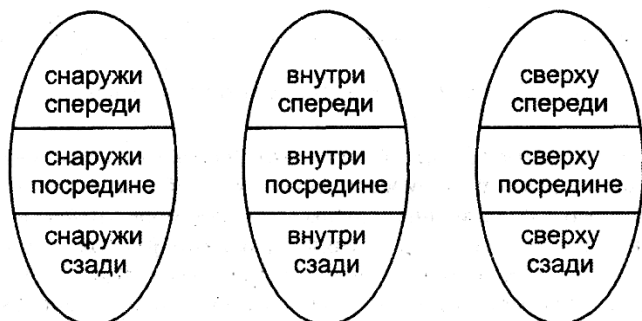 снаружи
спереди
снаружи
посредине
снаружи
сзади
внутри
спереди
внутри
посредине
внутри
сзади
сверху
спереди
сверху
посредине
сверху
сзади